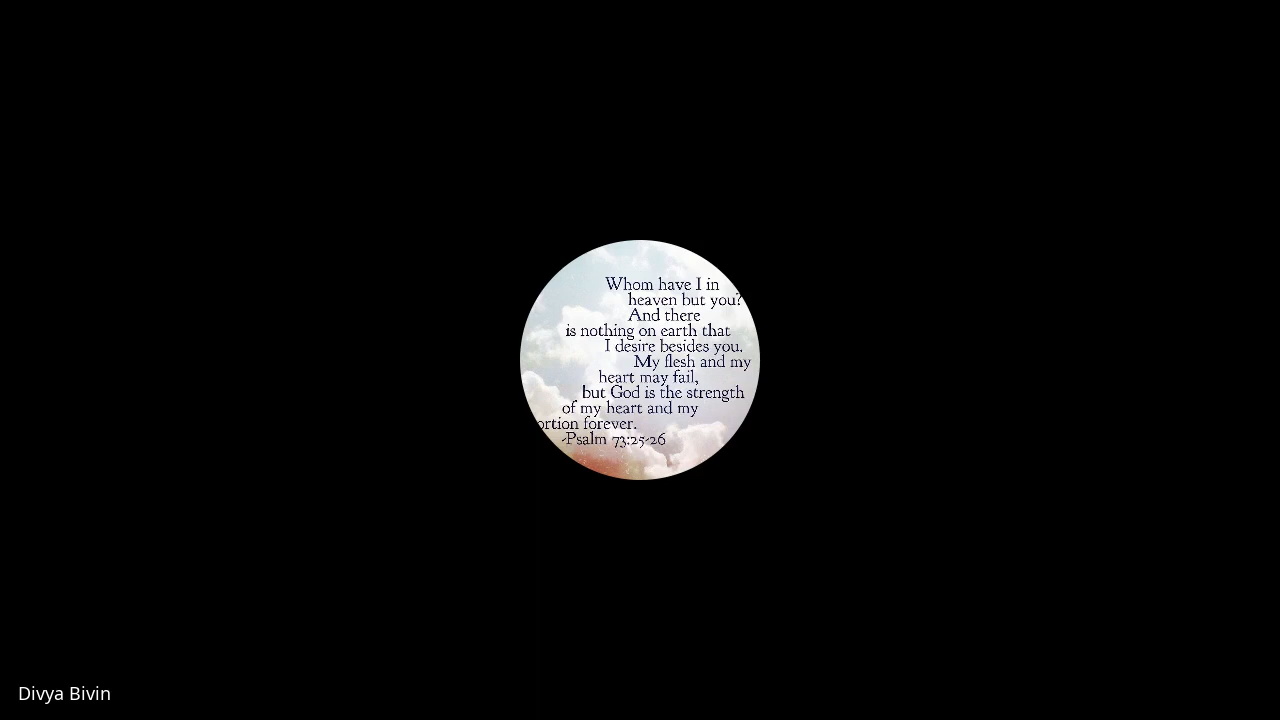 Whom have I in
heaven but you?
And there
is nothing on earth that
I desire besides you.
My flesh and my
heart may fail,
but God is the strength
of my heart and my
ortion forever.
-Psalm 73:25-26
Divya Bivin